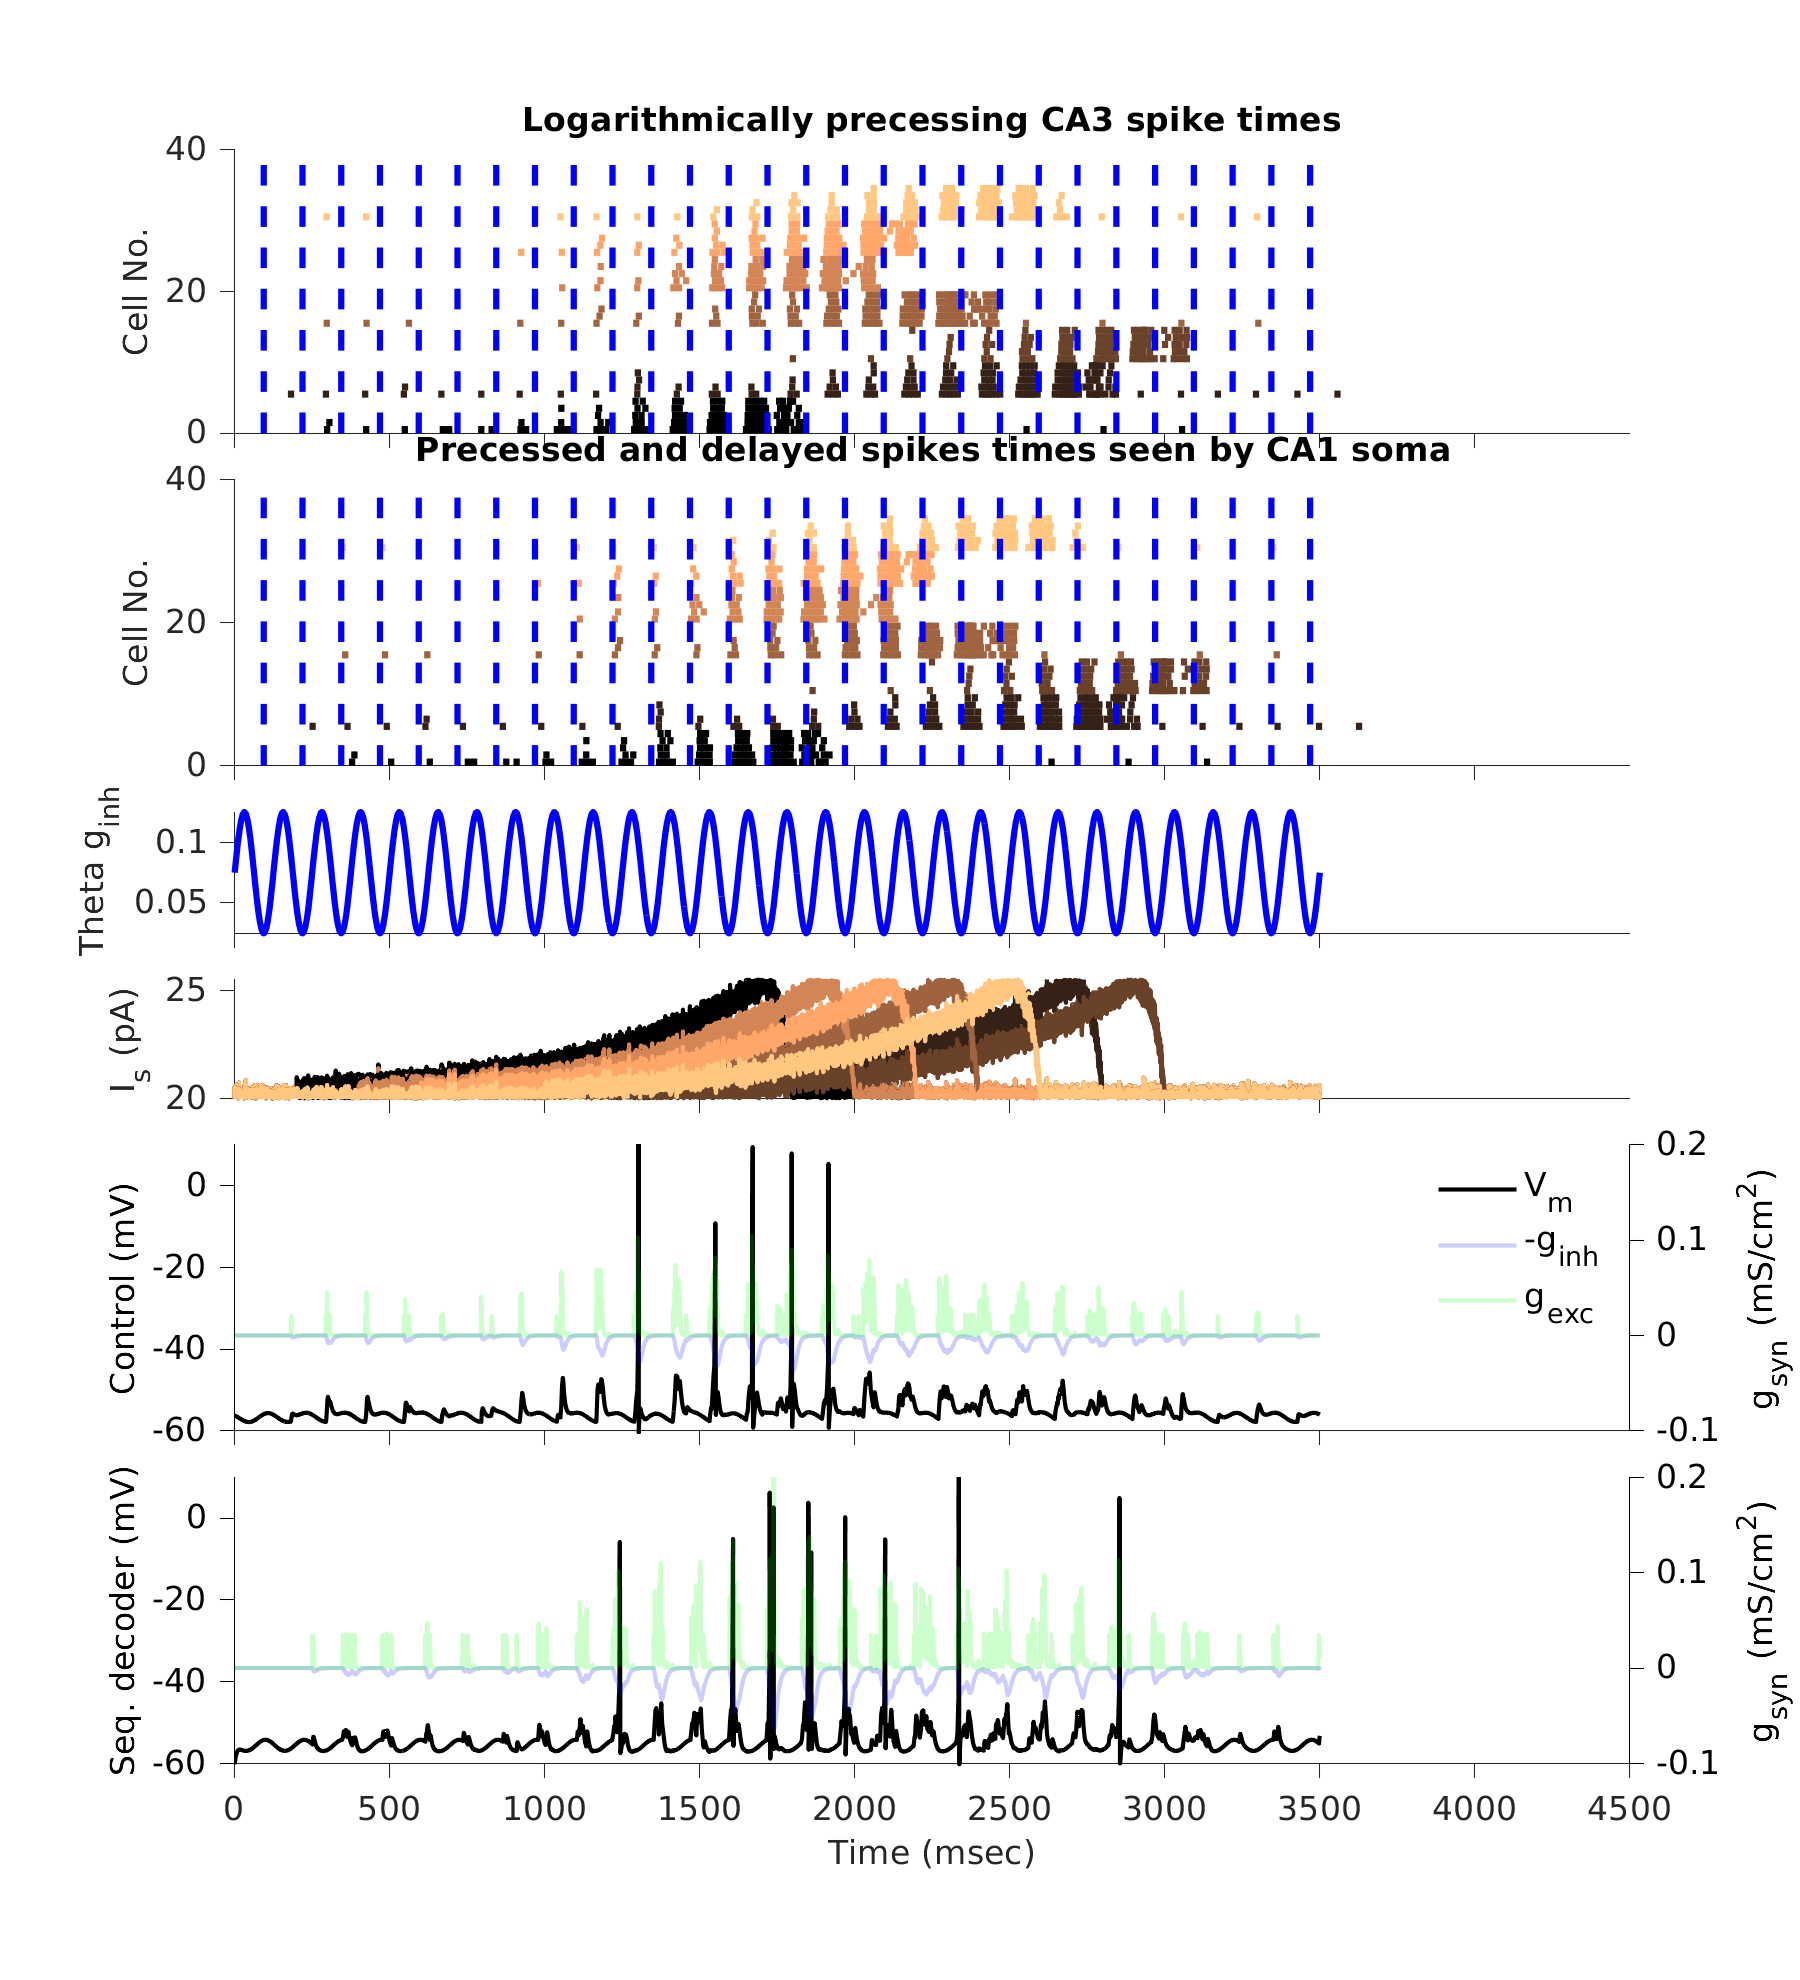 Logarithmically precessing CA3 spike times
40
20
0
Cell No.
Precessed and delayed spikes times seen by CA1 soma
40
20
0
Cell No.
0.1
0.05
Theta g_inh
25
20
I_s (pA)
0
-20
-40
-60
Control (mV)
V_m
-g_inh
g_exc
0.2
0.1
0
-0.1
g_syn (mS/cm^2)
0
-20
-40
-60
Seq. decoder (mV)
0.2
0.1
0
-0.1
g_syn (mS/cm^2)
0 500 1000 1500 2000 2500 3000 3500 4000 4500
Time (msec)